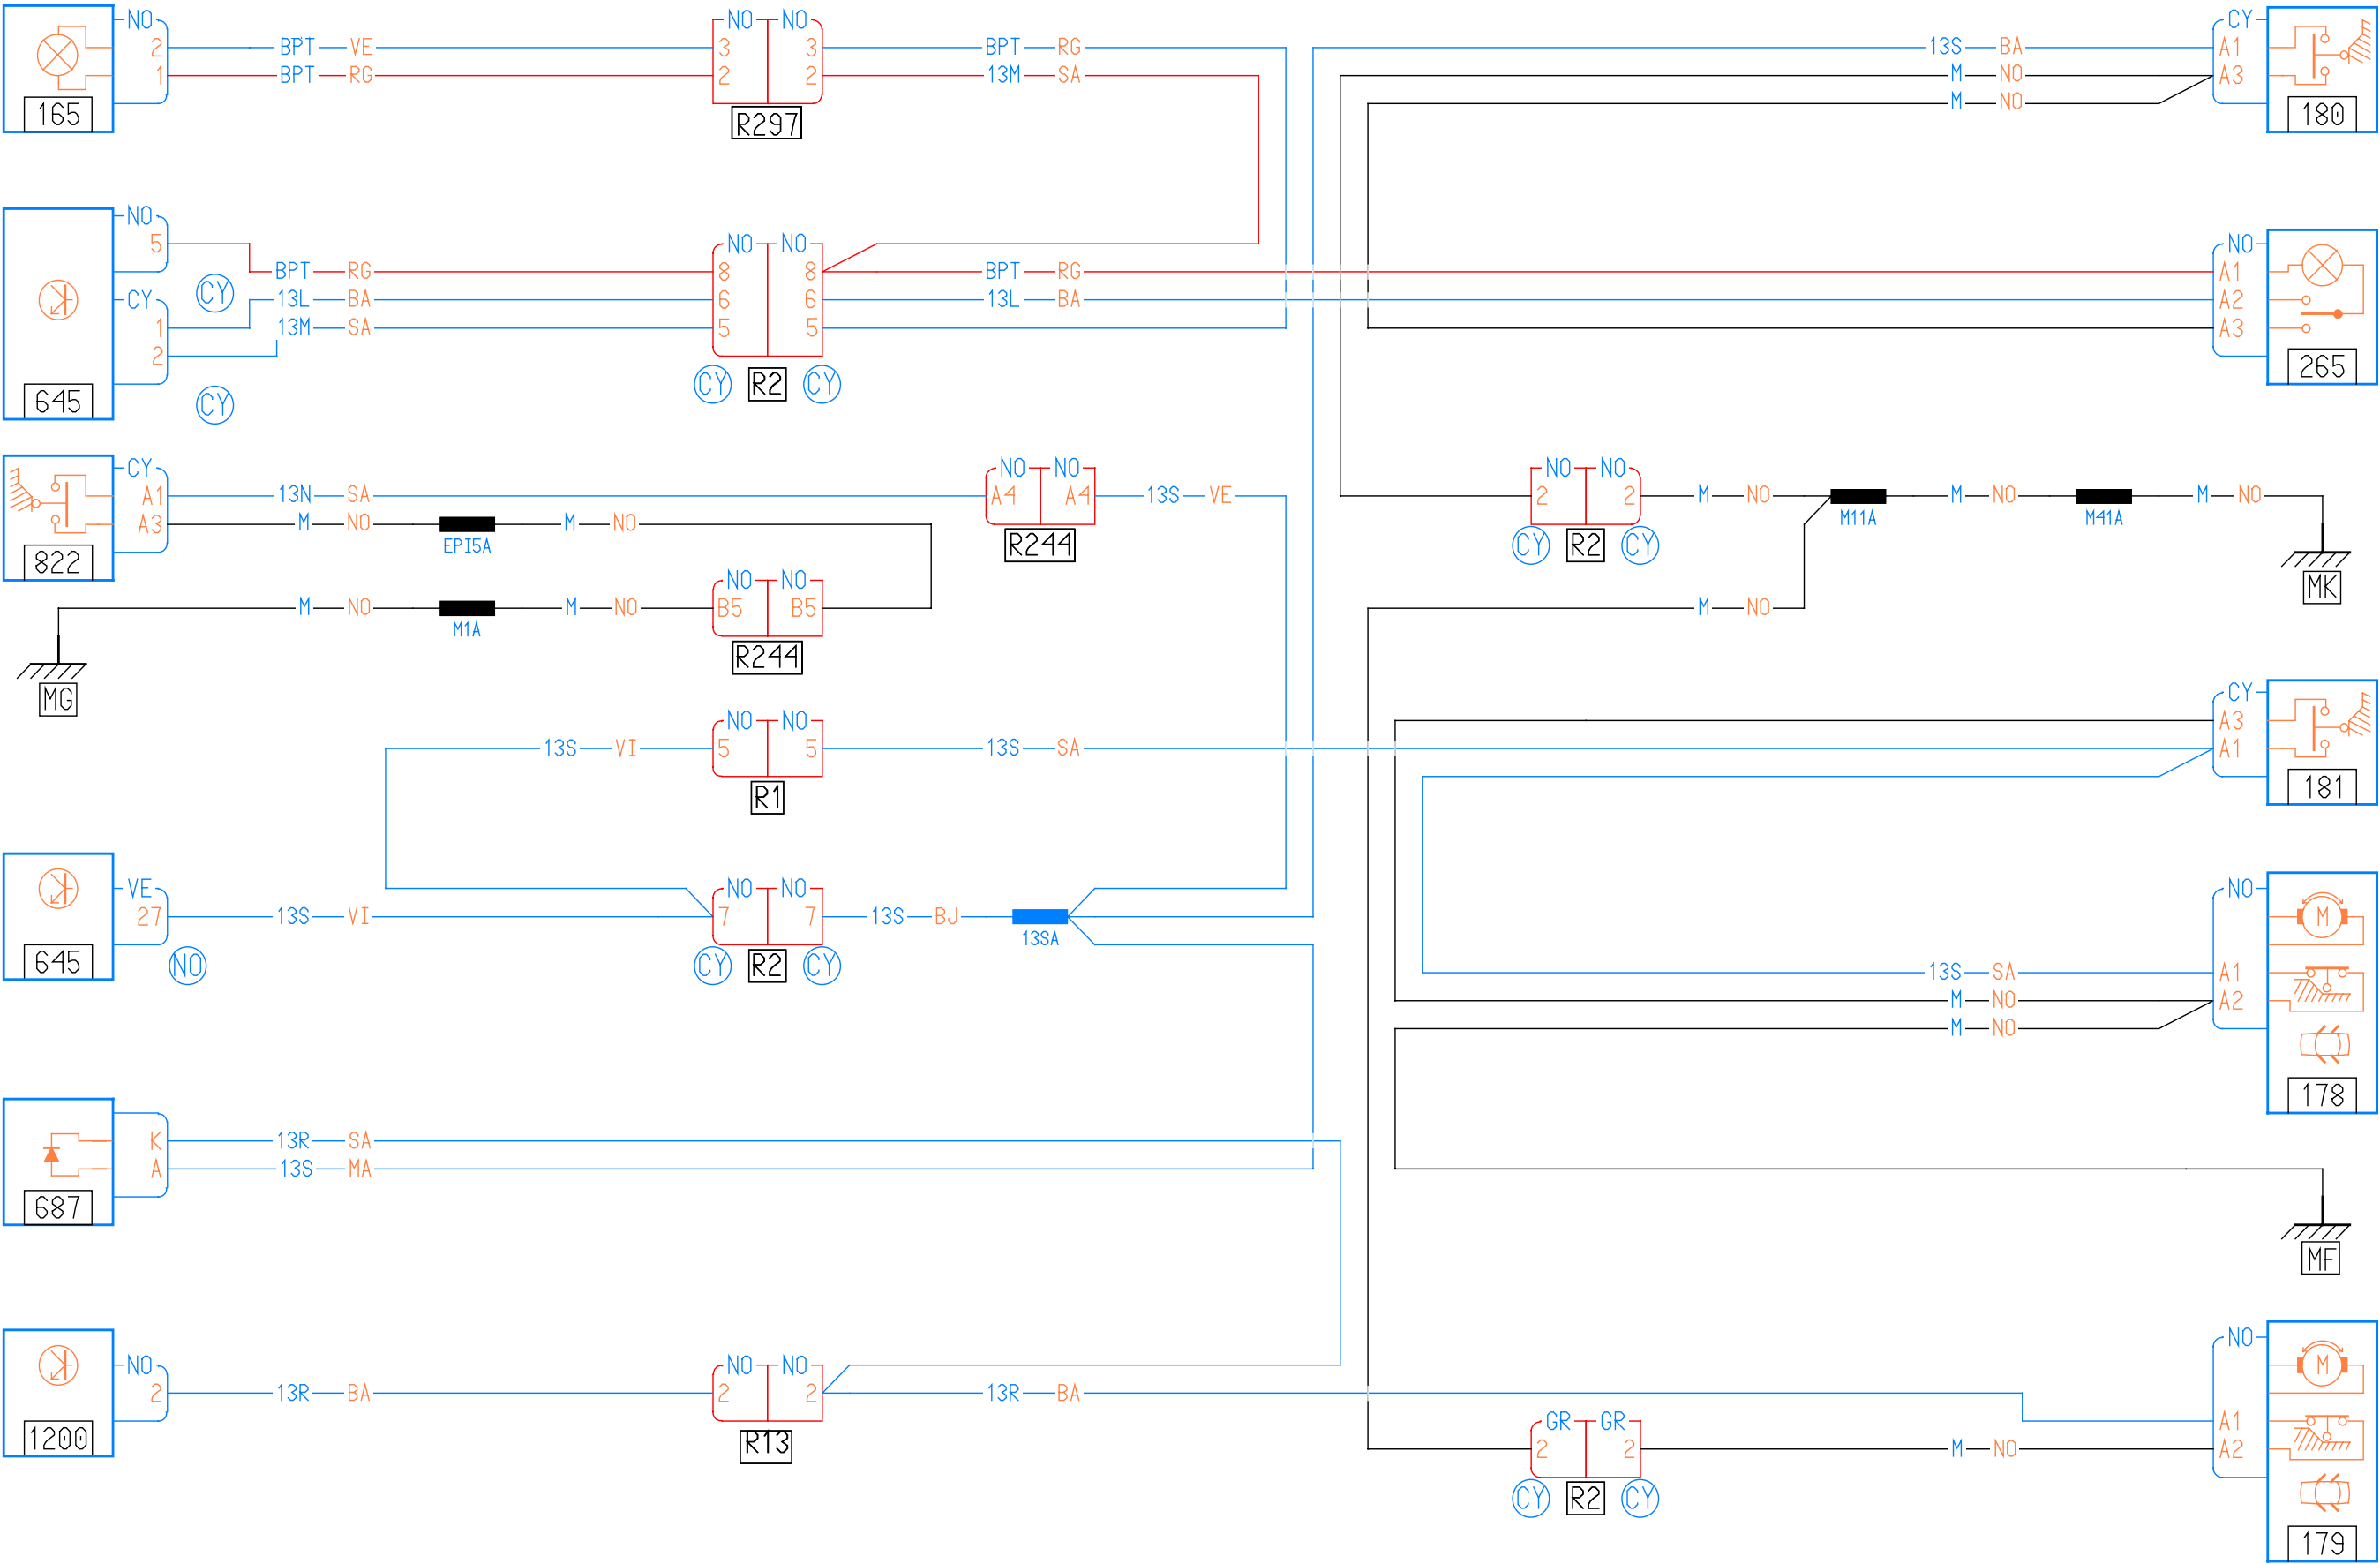 NO NO NO CY
2 BPT VE 3 3 BPT RG 13S BA A1
1 BPT RG 2 2 13M SA M NO A3
M NO
165 R297 180
NO NO NO NO
5
BPT RG 8 8 BPT RG A1
CY CY 13L BA 6 6 13L BA A2
1 13M SA 5 5 A3
2
645 CY CY R2 CY 265
CY NO NO NO NO
A1 13N SA A4 A4 13S VE 2 2 M NO M NO M NO
A3 M NO M NO M11A M41A
822 EPI5A R244 CY R2 CY
NO NO MK
M NO M NO B5 B5 M NO
M1A
R244
MG
NO NO CY
A3
13S VI 5 5 13S SA A1
R1 181
VE NO NO NO
27 13S VI 7 7 13S BJ M
13SA
645 NO CY R2 CY 13S SA A1
M NO A2
M NO
178
K 13R SA
A 13S MA
687
MF
NO NO NO NO
M
2 13R BA 2 2 13R BA
1200 R13 GR GR A1
2 2 M NO A2
CY R2 CY
179